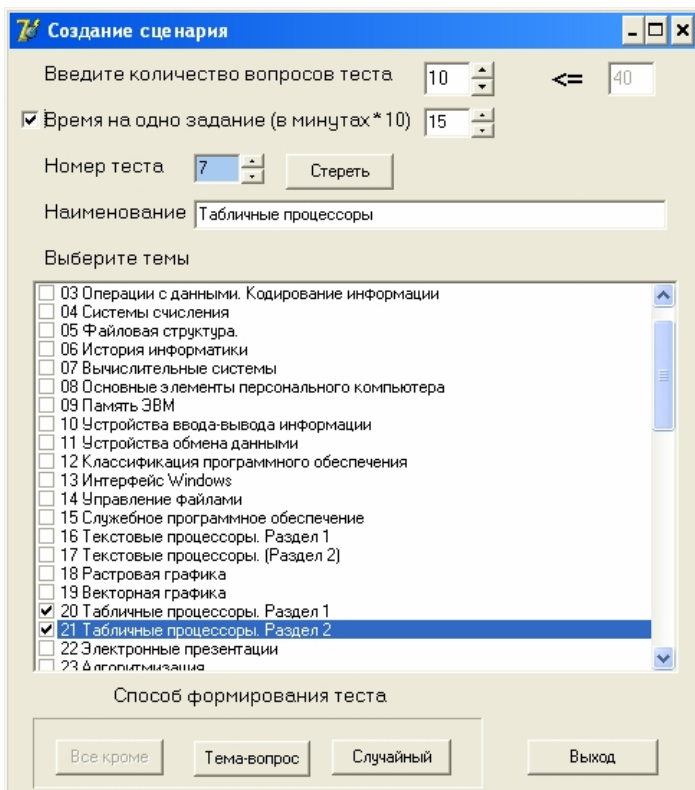 Создание сценария
Введите количество вопросов теста 10 <= 40
Время на одно задание (в минутах*10) 15
Номер теста 7 Стереть
Наименование Табличные процессоры
Выберите темы
03 Операции с данными. Кодирование информации
04 Системы счисления
05 Файловая структура.
06 История информатики
07 Вычислительные системы
08 Основные элементы персонального компьютера
09 Память ЭВМ
10 Устройства ввода-вывода информации
11 Устройства обмена данными
12 Классификация программного обеспечения
13 Интерфейс Windows
14 Управление файлами
15 Служебное программное обеспечение
16 Текстовые процессоры. Раздел 1
17 Текстовые процессоры. (Раздел 2)
18 Растровая графика
19 Векторная графика
20 Табличные процессоры. Раздел 1
21 Табличные процессоры. Раздел 2
22 Электронные презентации
23 Алгоритмизация
Способ формирования теста
Все кроме Тема-вопрос Случайный Выход